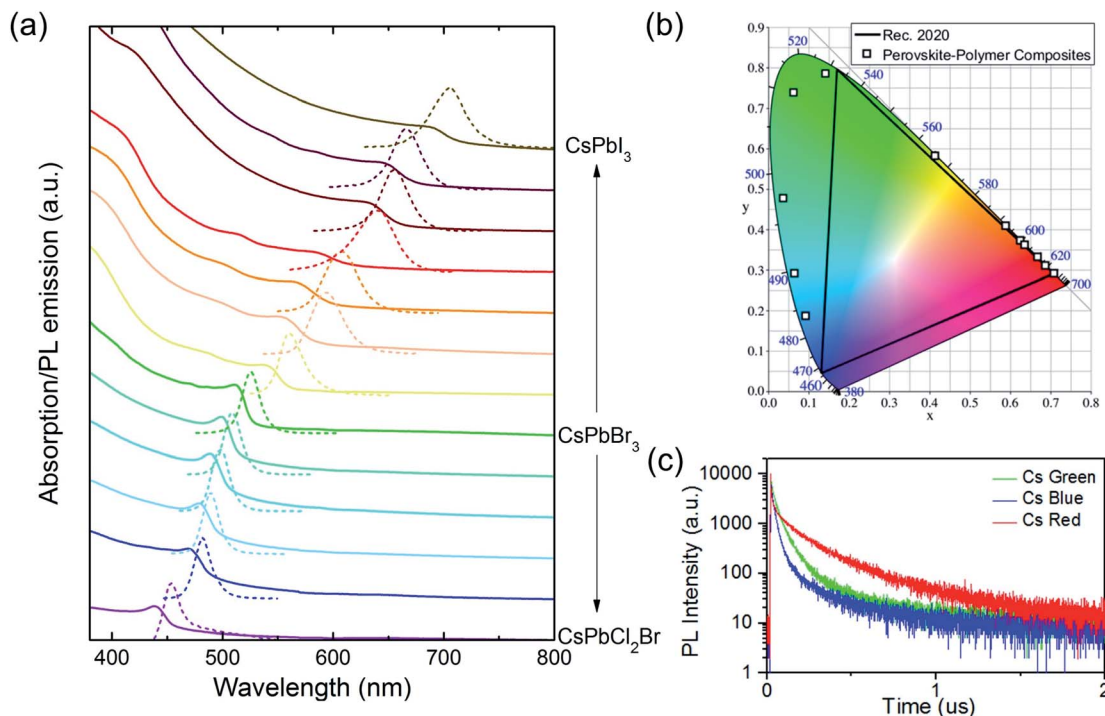 (a)
Absorption/PL emission (a.u.)
CsPbI3
CsPbBr3
CsPbCl2Br
400 500 600 700 800
Wavelength (nm)
(b)
Rec. 2020
Perovskite-Polymer Composites
0.9
0.8
0.7
0.6
0.5
y
0.4
0.3
0.2
0.1
0.0
0.0 0.1 0.2 0.3 0.4 0.5 0.6 0.7 0.8
x
520
540
560
580
600
620
700
500
490
480
470
460
380
(c)
PL Intensity (a.u.)
10000
1000
100
10
1
Cs Green
Cs Blue
Cs Red
0 1 2
Time (us)